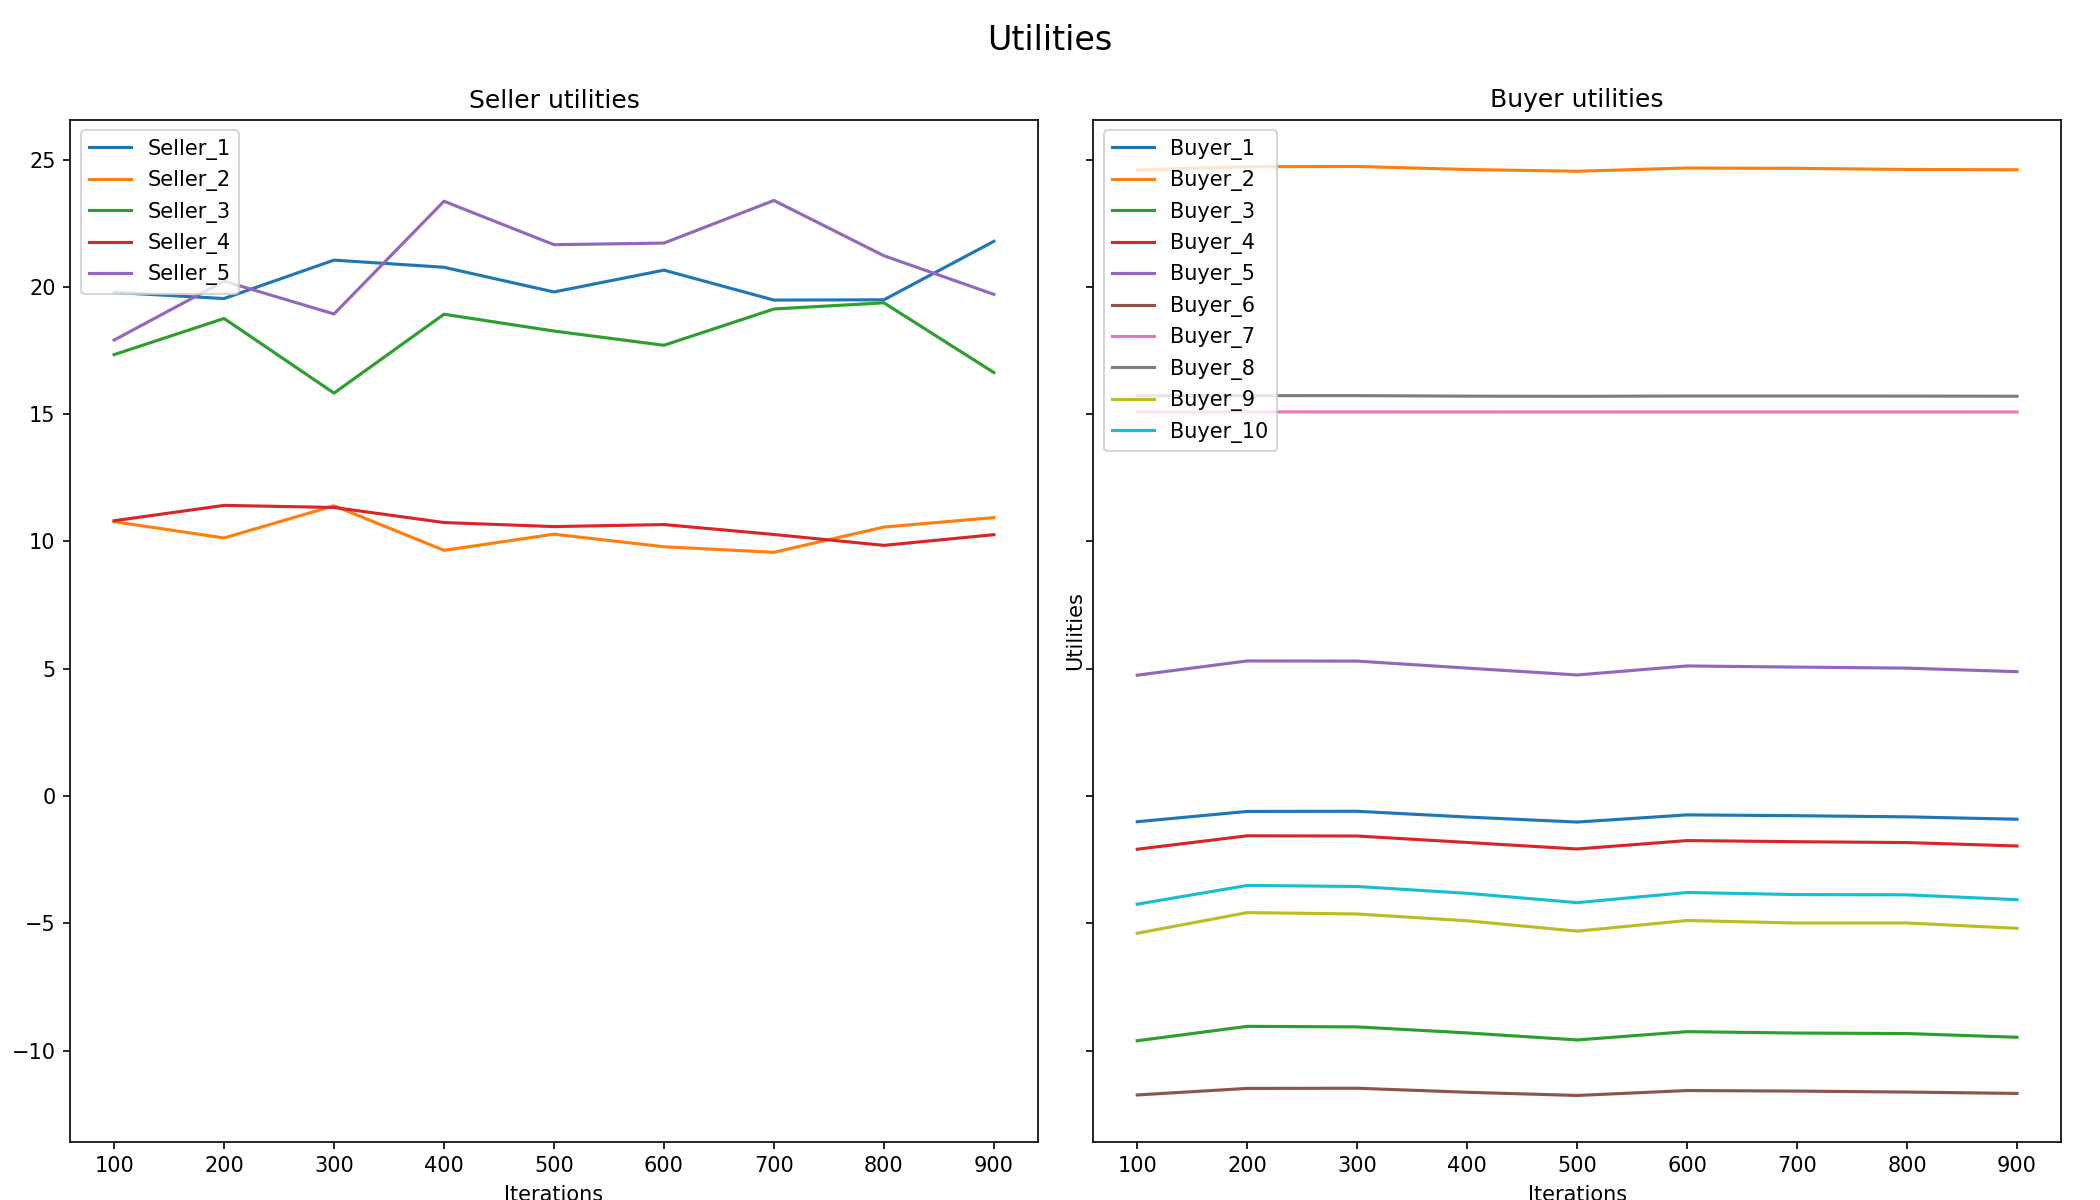 Utilities
Seller utilities
25
20
15
10
5
0
−5
−10
Seller_1
Seller_2
Seller_3
Seller_4
Seller_5
100 200 300 400 500 600 700 800 900
Iterations
Buyer utilities
Utilities
Buyer_1
Buyer_2
Buyer_3
Buyer_4
Buyer_5
Buyer_6
Buyer_7
Buyer_8
Buyer_9
Buyer_10
100 200 300 400 500 600 700 800 900
Iterations